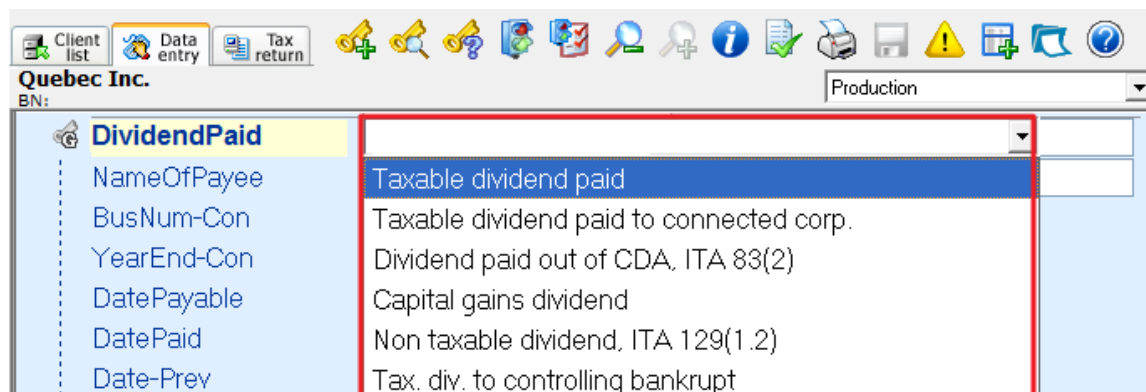 Client list
Data entry
Tax return
Quebec Inc.
BN:
Production
DividendPaid
NameOfPayee
Taxable dividend paid
BusNum-Con
Taxable dividend paid to connected corp.
YearEnd-Con
Dividend paid out of CDA, ITA 83(2)
DatePayable
Capital gains dividend
DatePaid
Non taxable dividend, ITA 129(1.2)
Date-Prev
Tax. div. to controlling bankrupt